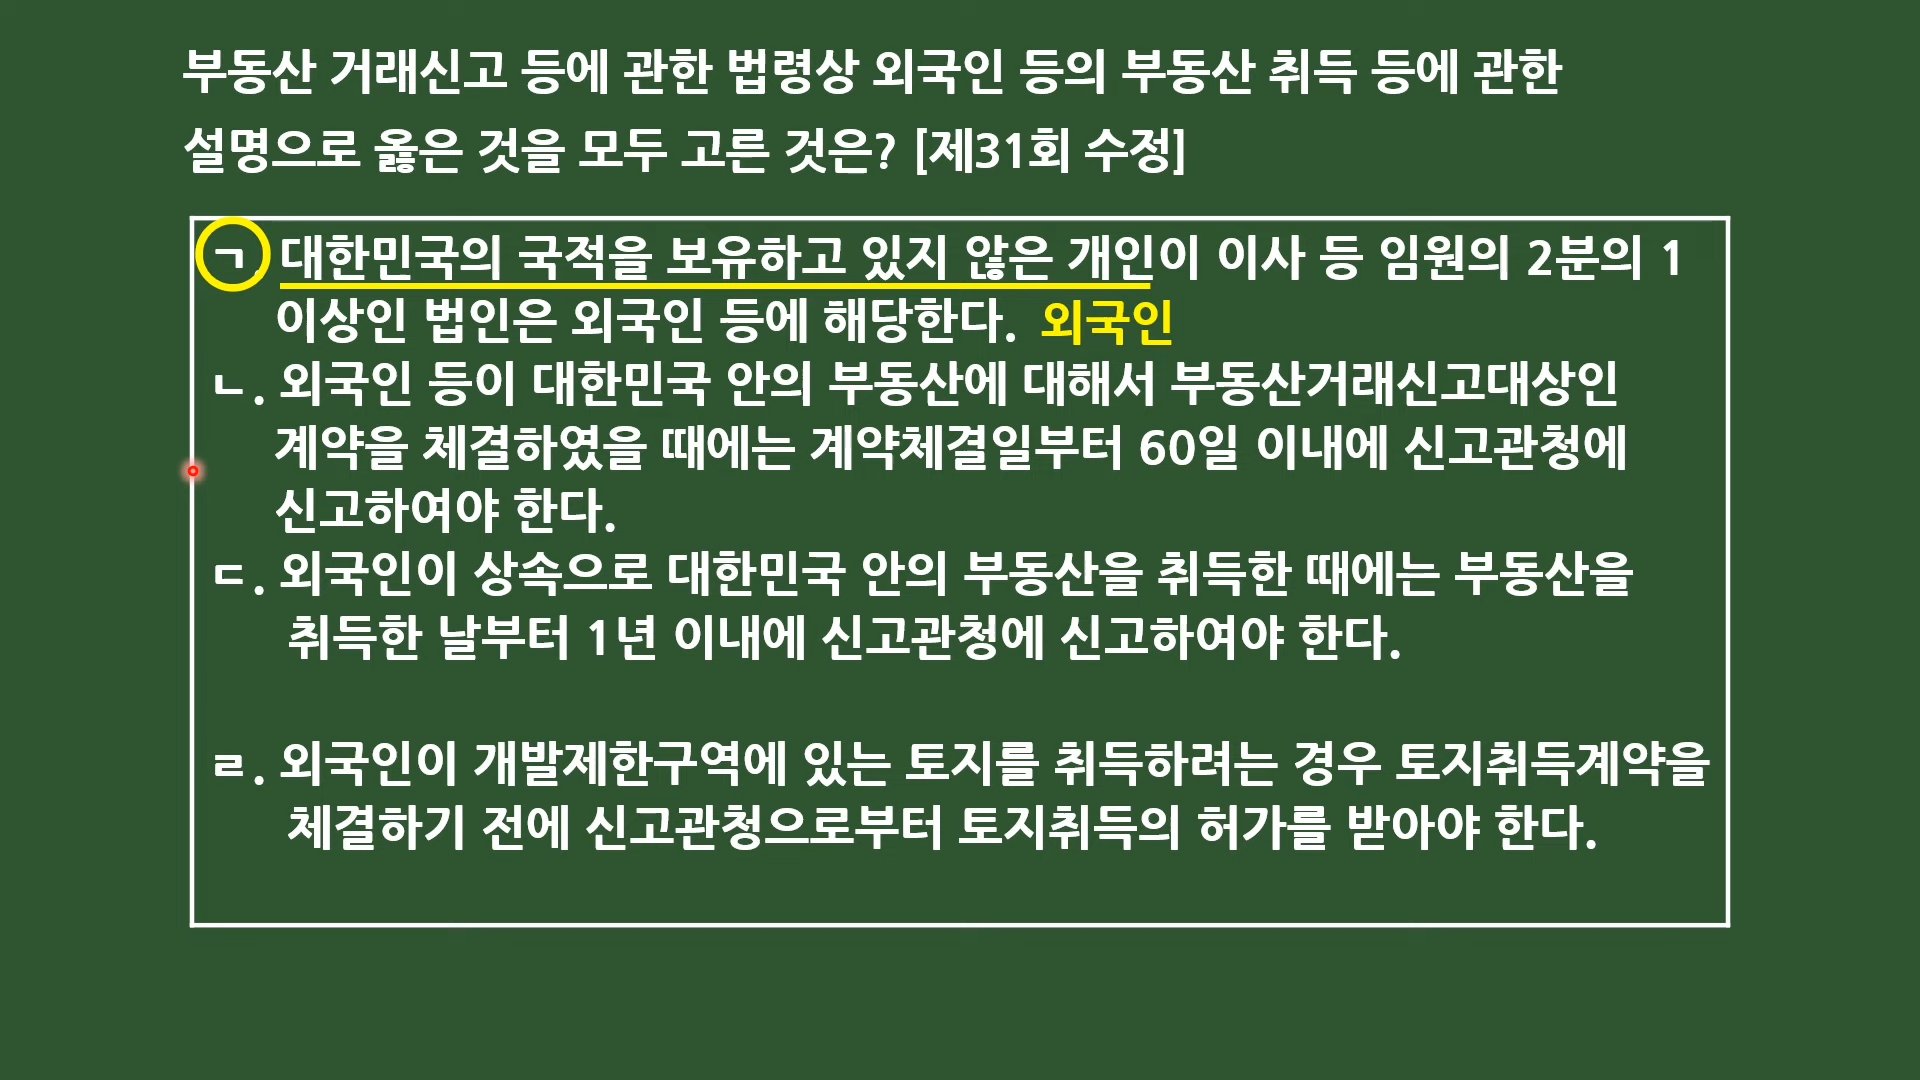 부동산 거래신고 등에 관한 법령상 외국인 등의 부동산 취득 등에 관한
설명으로 옳은 것을 모두 고른 것은? [제31회 수정]
ㄱ. 대한민국의 국적을 보유하고 있지 않은 개인이 이사 등 임원의 2분의 1
이상인 법인은 외국인 등에 해당한다. 외국인
ㄴ. 외국인 등이 대한민국 안의 부동산에 대해서 부동산거래신고대상인
계약을 체결하였을 때에는 계약체결일부터 60일 이내에 신고관청에
신고하여야 한다.
ㄷ. 외국인이 상속으로 대한민국 안의 부동산을 취득한 때에는 부동산을
취득한 날부터 1년 이내에 신고관청에 신고하여야 한다.
ㄹ. 외국인이 개발제한구역에 있는 토지를 취득하려는 경우 토지취득계약을
체결하기 전에 신고관청으로부터 토지취득의 허가를 받아야 한다.